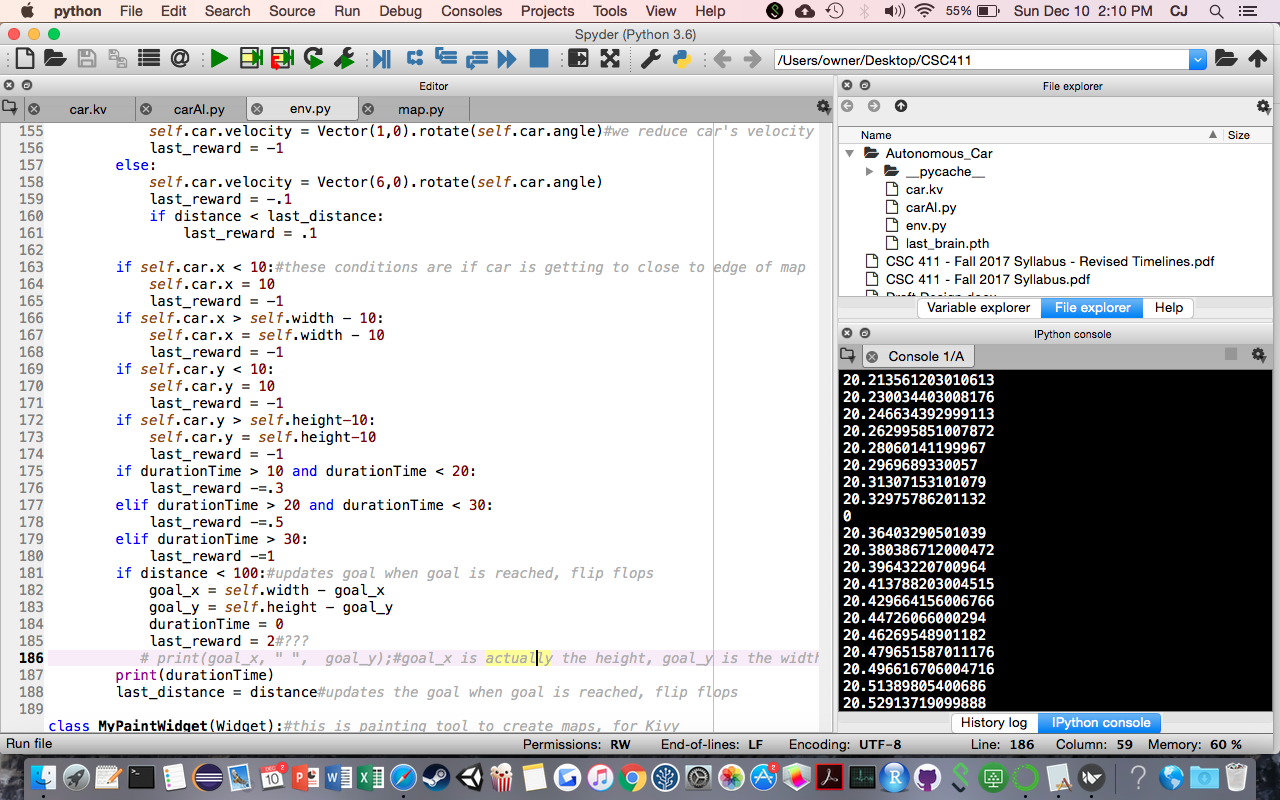 python File Edit Search Source Run Debug Consoles Projects Tools View Help 55% Sun Dec 10 2:10 PM CJ
Spyder (Python 3.6)
/Users/owner/Desktop/CSC411
Editor
car.kv carAI.py env.py map.py
155 self.car.velocity = Vector(1,0).rotate(self.car.angle)#we reduce car's velocity
156 last_reward = -1
157 else:
158 self.car.velocity = Vector(6,0).rotate(self.car.angle)
159 last_reward = -.1
160 if distance < last_distance:
161 last_reward = .1
162
163 if self.car.x < 10:#these conditions are if car is getting to close to edge of map
164 self.car.x = 10
165 last_reward = -1
166 if self.car.x > self.width - 10:
167 self.car.x = self.width - 10
168 last_reward = -1
169 if self.car.y < 10:
170 self.car.y = 10
171 last_reward = -1
172 if self.car.y > self.height-10:
173 self.car.y = self.height-10
174 last_reward = -1
175 if durationTime > 10 and durationTime < 20:
176 last_reward -=.3
177 elif durationTime > 20 and durationTime < 30:
178 last_reward -=.5
179 elif durationTime > 30:
180 last_reward -=1
181 if distance < 100:#updates goal when goal is reached, flip flops
182 goal_x = self.width - goal_x
183 goal_y = self.height - goal_y
184 durationTime = 0
185 last_reward = 2#???
186 # print(goal_x, " ", goal_y);#goal_x is actually the height, goal_y is the width
187 print(durationTime)
188 last_distance = distance#updates the goal when goal is reached, flip flops
189
class MyPaintWidget(Widget):#this is painting tool to create maps, for Kivy
File explorer
Name Size
Autonomous_Car
__pycache__
car.kv
carAI.py
env.py
last_brain.pth
CSC 411 - Fall 2017 Syllabus - Revised Timelines.pdf
CSC 411 - Fall 2017 Syllabus.pdf
Draft Design.docx
Variable explorer File explorer Help
IPython console
Console 1/A
20.213561203010613
20.230034403008176
20.246634392999113
20.262995851007872
20.28060141199967
20.2969689330057
20.31307153101079
20.32975786201132
0
20.36403290501039
20.380386712000472
20.39643220700964
20.413788203004515
20.429664156006766
20.44726066000294
20.46269548901182
20.479651587011176
20.496616706004716
20.51389805400686
20.52913719099888
History log IPython console
Run file Permissions: RW End-of-lines: LF Encoding: UTF-8 Line: 186 Column: 59 Memory: 60 %